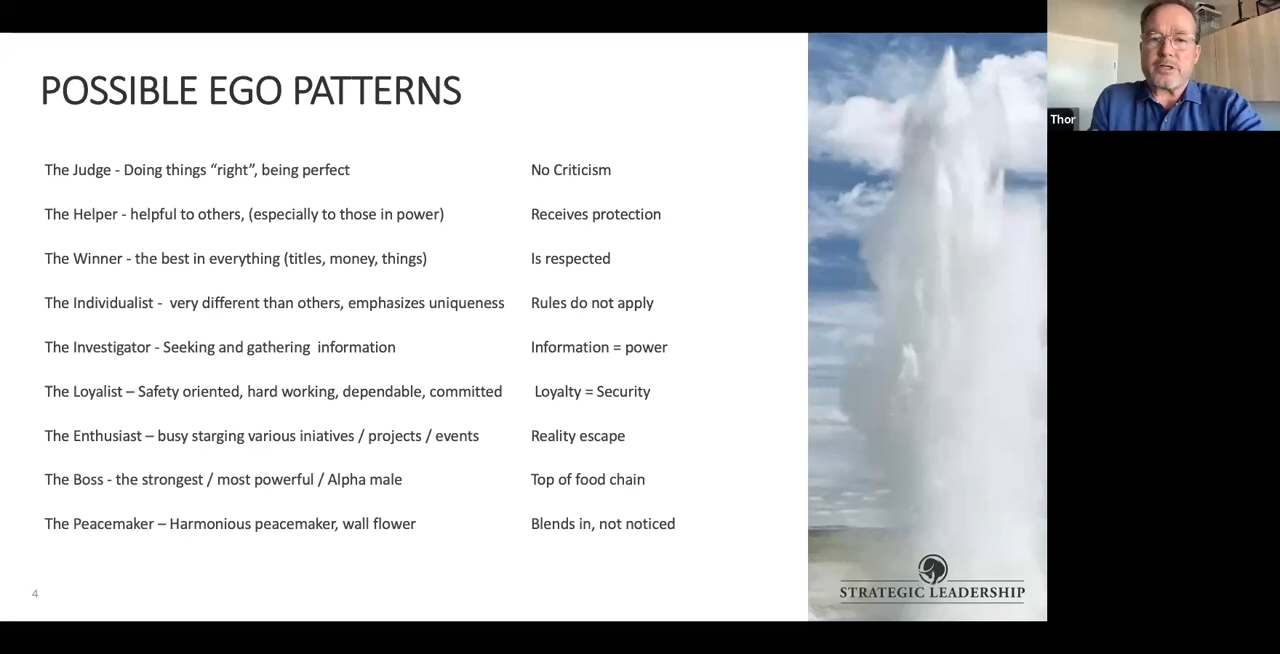 POSSIBLE EGO PATTERNS
Thor
The Judge - Doing things “right”, being perfect No Criticism
The Helper - helpful to others, (especially to those in power) Receives protection
The Winner - the best in everything (titles, money, things) Is respected
The Individualist -  very different than others, emphasizes uniqueness Rules do not apply
The Investigator - Seeking and gathering  information Information = power
The Loyalist – Safety oriented, hard working, dependable, committed Loyalty = Security
The Enthusiast – busy starging various iniatives / projects / events Reality escape
The Boss - the strongest / most powerful / Alpha male Top of food chain
The Peacemaker – Harmonious peacemaker, wall flower Blends in, not noticed
4
STRATEGIC LEADERSHIP